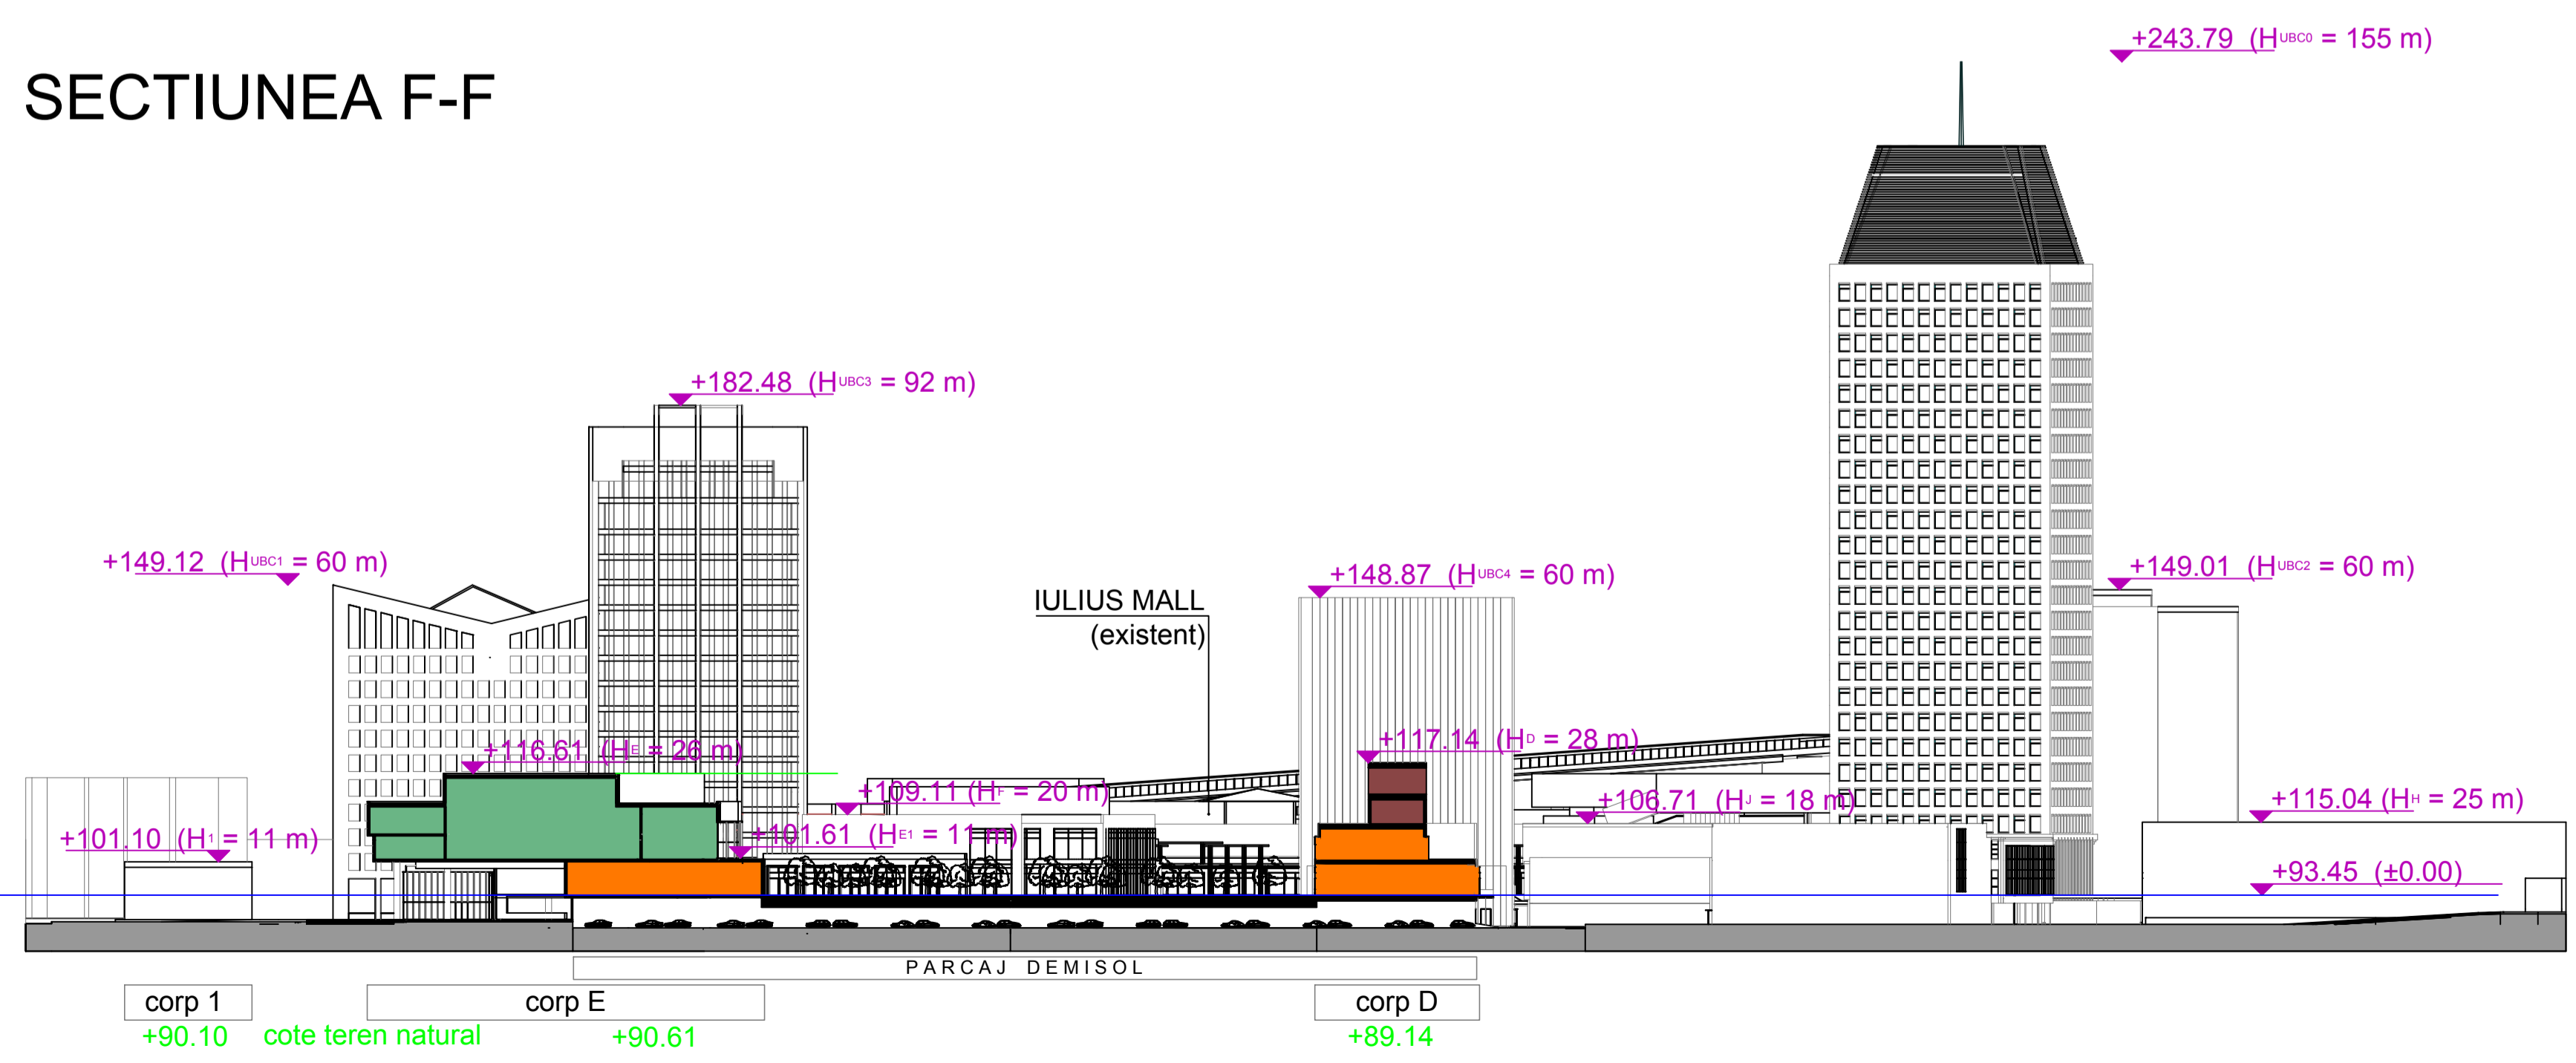 +243.79 (HUBC0 = 155 m)
SECTIUNEA F-F
+182.48 (HUBC3 = 92 m)
+149.12 (HUBC1 = 60 m)
+148.87 (HUBC4 = 60 m)
+149.01 (HUBC2 = 60 m)
IULIUS MALL
(existent)
+116.61 (HE = 26 m)
+117.14 (HD = 28 m)
+109.11 (HF = 20 m)
+106.71 (HJ = 18 m)
+115.04 (HH = 25 m)
+101.10 (H1 = 11 m)
+101.61 (HE1 = 11 m)
+93.45 (±0.00)
PARCAJ DEMISOL
corp 1
corp E
corp D
+90.10 cote teren natural +90.61
+89.14